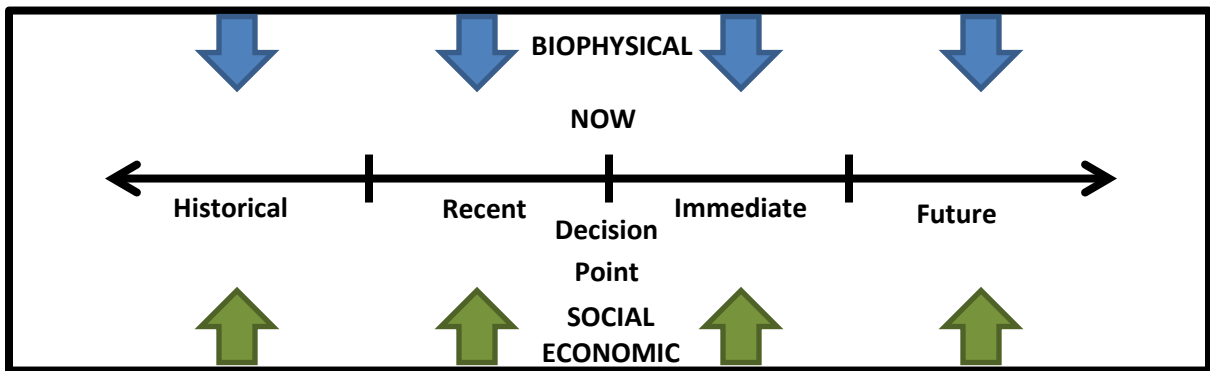 BIOPHYSICAL
NOW
Historical
Recent
Immediate
Future
Decision
Point
SOCIAL
ECONOMIC